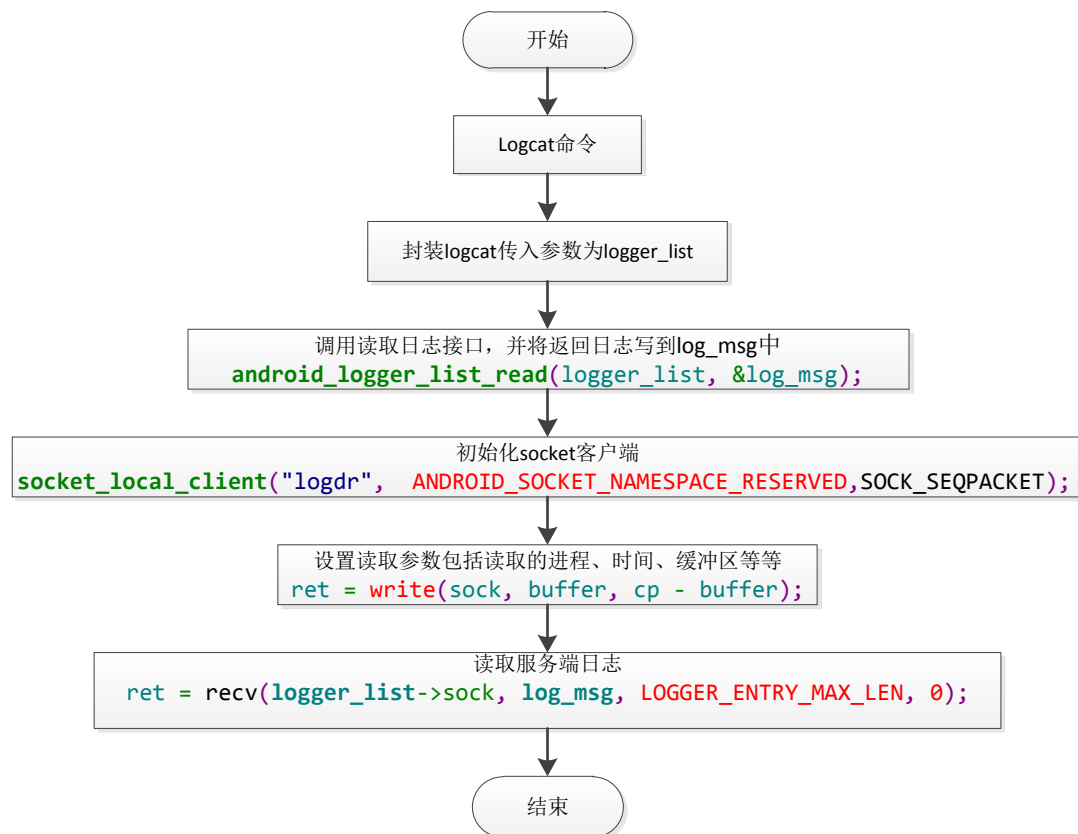 开始
Logcat命令
封装logcat传入参数为logger_list
调用读取日志接口，并将返回日志写到log_msg中
android_logger_list_read(logger_list, &log_msg);
初始化socket客户端
socket_local_client("logdr",  ANDROID_SOCKET_NAMESPACE_RESERVED,SOCK_SEQPACKET);
设置读取参数包括读取的进程、时间、缓冲区等等
ret = write(sock, buffer, cp - buffer);
读取服务端日志
ret = recv(logger_list->sock, log_msg, LOGGER_ENTRY_MAX_LEN, 0);
结束